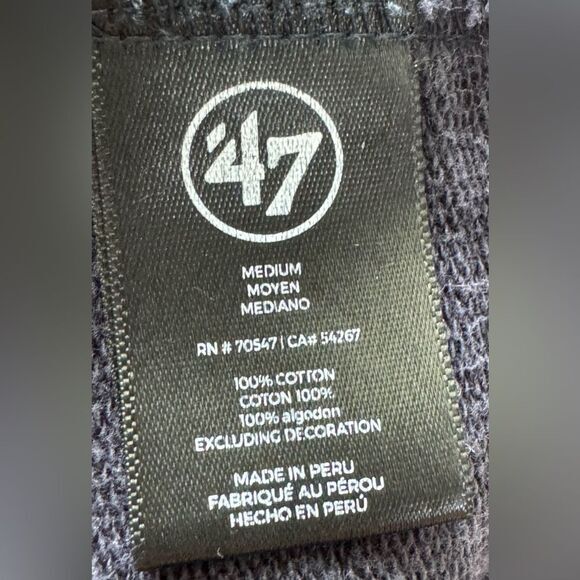 '47
MEDIUM
MOYEN
MEDIANO
RN # 70547 | CA# 54267
100% COTTON
COTON 100%
100% algodon
EXCLUDING DECORATION
MADE IN PERU
FABRIQUÉ AU PÉROU
HECHO EN PERÚ